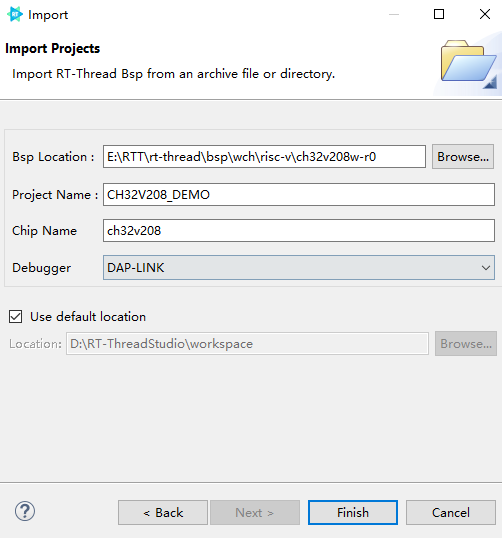 Import
Import Projects
Import RT-Thread Bsp from an archive file or directory.
Bsp Location : E:\RTT\rt-thread\bsp\wch\risc-v\ch32v208w-r0 Browse...
Project Name : CH32V208_DEMO
Chip Name ch32v208
Debugger DAP-LINK
Use default location
Location: D:\RT-ThreadStudio\workspace Browse...
? < Back Next > Finish Cancel